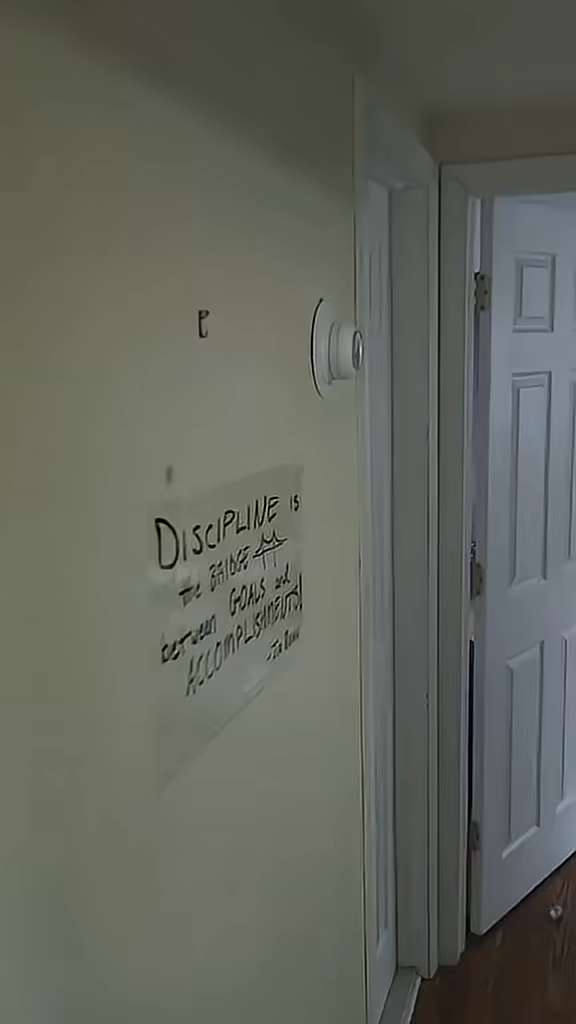 DISCIPLINE is
the BRIDGE
between GOALS and
ACCOMPLISHMENTS!